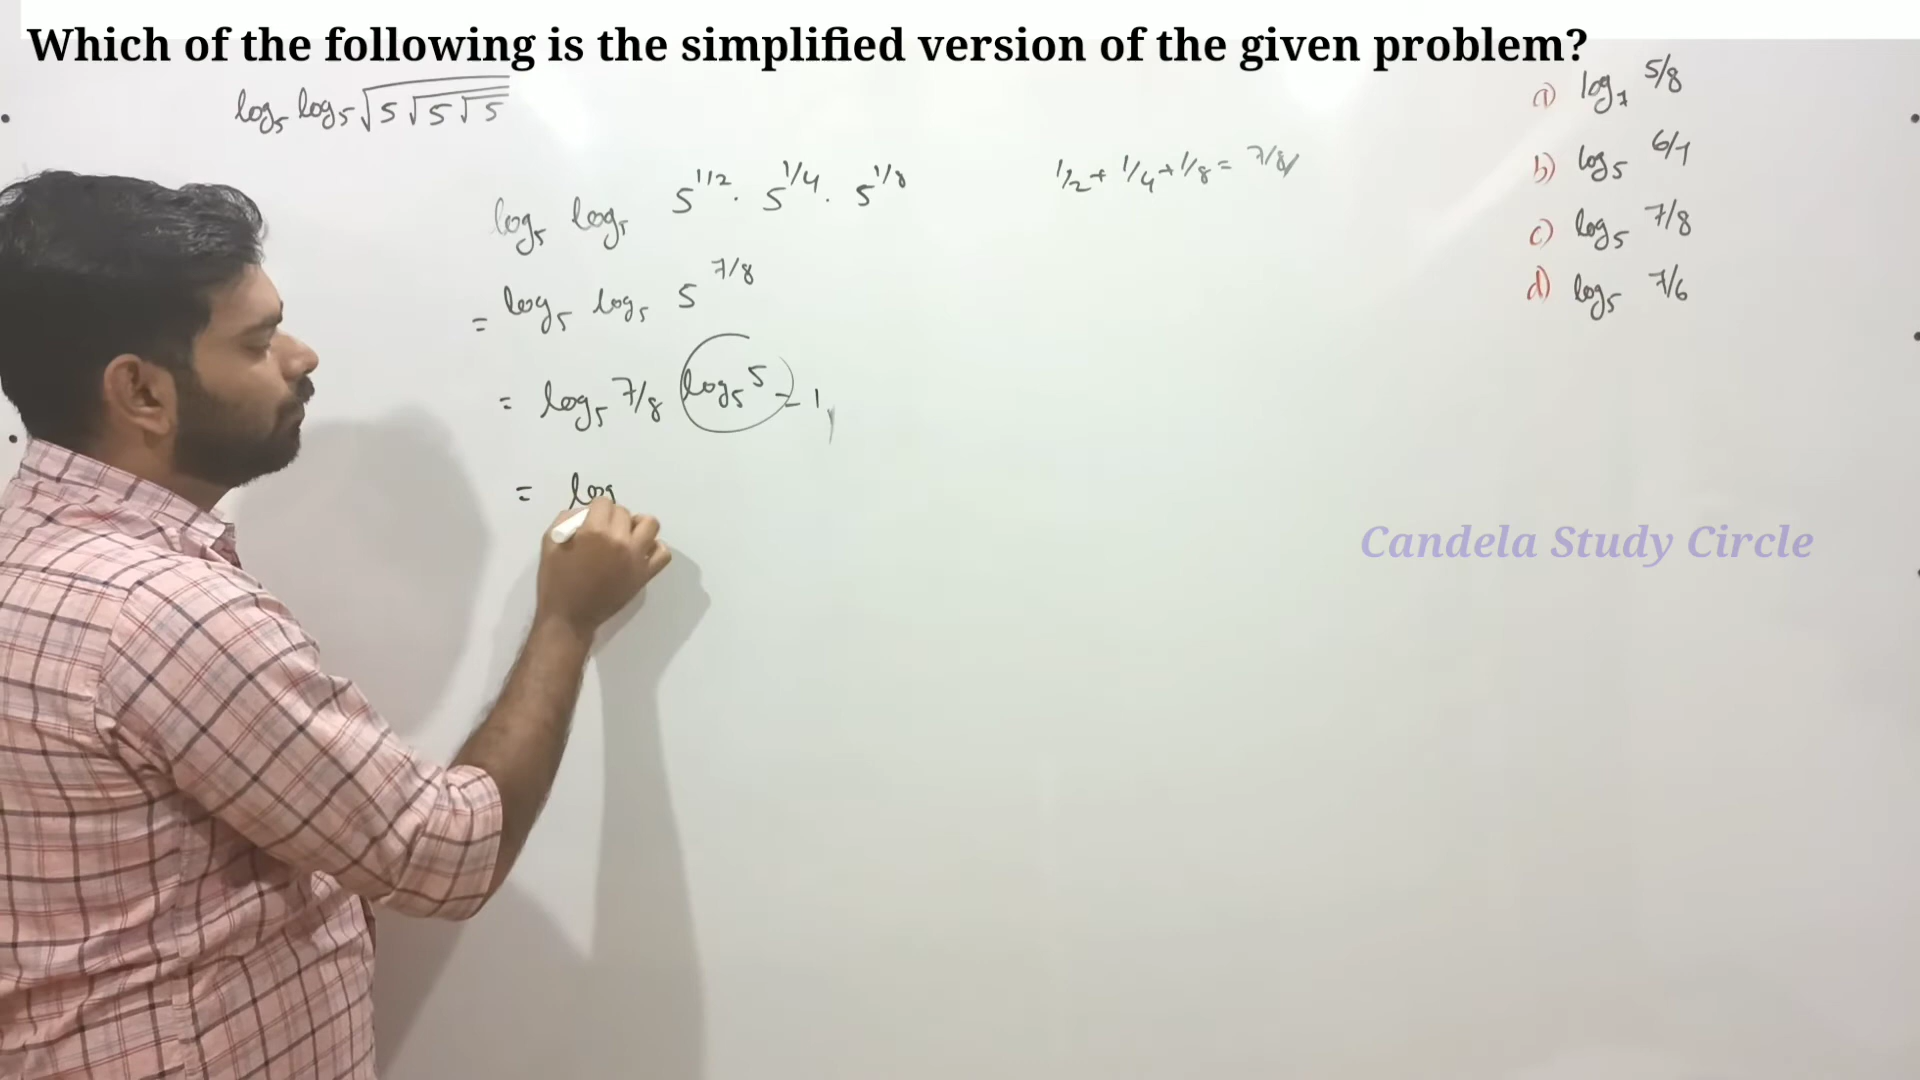 Which of the following is the simplified version of the given problem?
log₅ log₅ √5√5√5
a) log₇ 5/8
b) log₅ 6/7
c) log₅ 7/8
d) log₅ 7/6
log₅ log₅ 5^1/2 . 5^1/4 . 5^1/8
1/2 + 1/4 + 1/8 = 7/8
= log₅ log₅ 5^7/8
= log₅ 7/8 log₅ 5 = 1
= log
Candela Study Circle